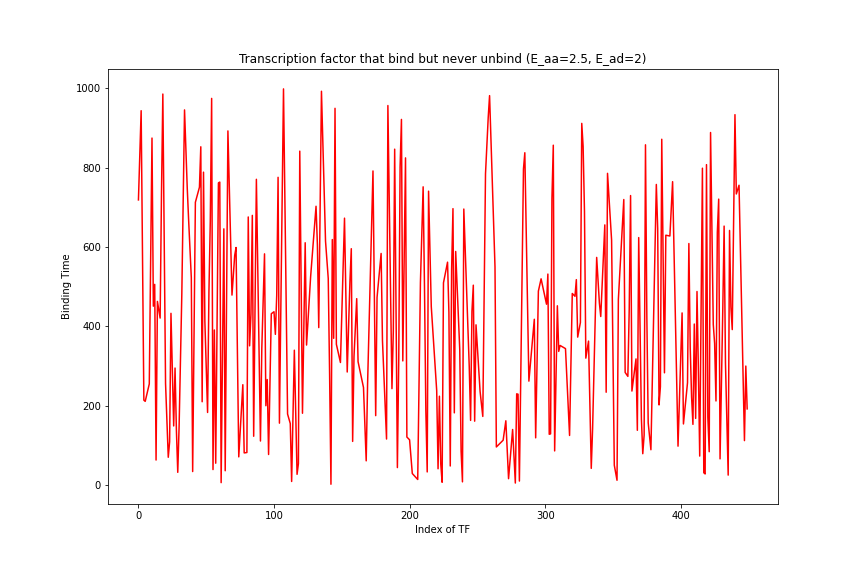 Transcription factor that bind but never unbind (E_aa=2.5, E_ad=2)
1000
800
600
400
200
0
Binding Time
0 100 200 300 400
Index of TF